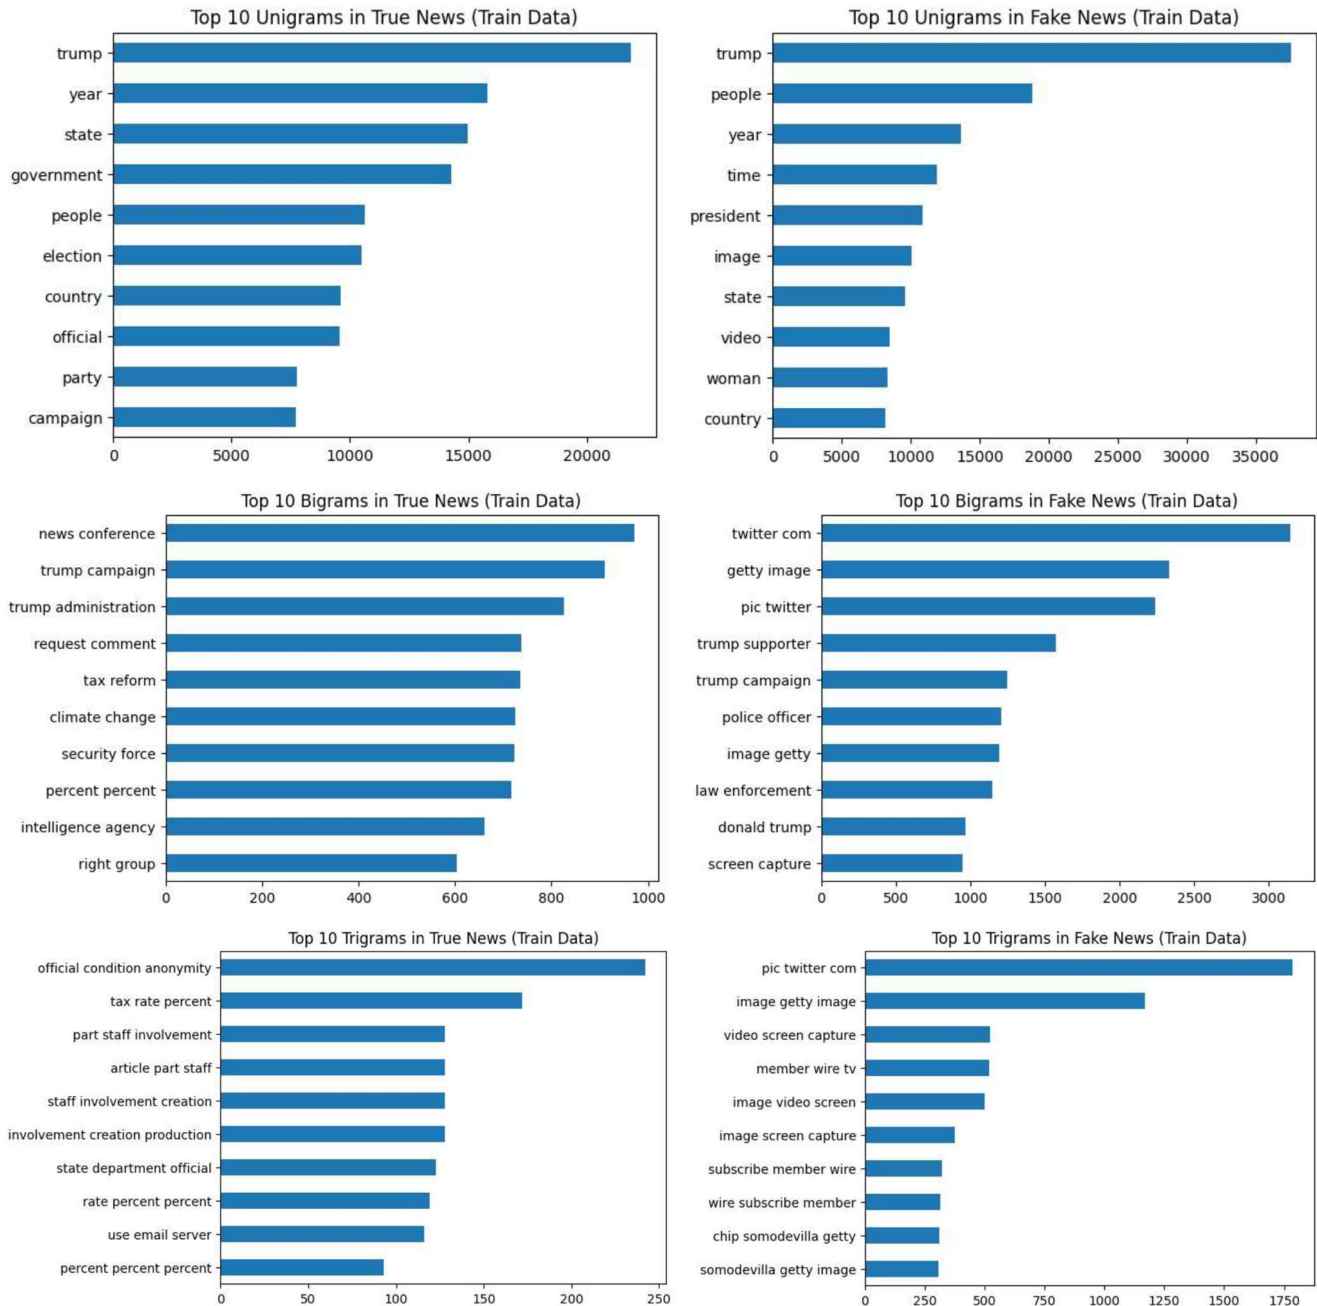 Top 10 Unigrams in True News (Train Data)
trump
year
state
government
people
election
country
official
party
campaign
0 5000 10000 15000 20000
Top 10 Unigrams in Fake News (Train Data)
trump
people
year
time
president
image
state
video
woman
country
0 5000 10000 15000 20000 25000 30000 35000
Top 10 Bigrams in True News (Train Data)
news conference
trump campaign
trump administration
request comment
tax reform
climate change
security force
percent percent
intelligence agency
right group
0 200 400 600 800 1000
Top 10 Bigrams in Fake News (Train Data)
twitter com
getty image
pic twitter
trump supporter
trump campaign
police officer
image getty
law enforcement
donald trump
screen capture
0 500 1000 1500 2000 2500 3000
Top 10 Trigrams in True News (Train Data)
official condition anonymity
tax rate percent
part staff involvement
article part staff
staff involvement creation
involvement creation production
state department official
rate percent percent
use email server
percent percent percent
0 50 100 150 200 250
Top 10 Trigrams in Fake News (Train Data)
pic twitter com
image getty image
video screen capture
member wire tv
image video screen
image screen capture
subscribe member wire
wire subscribe member
chip somodevilla getty
somodevilla getty image
0 250 500 750 1000 1250 1500 1750